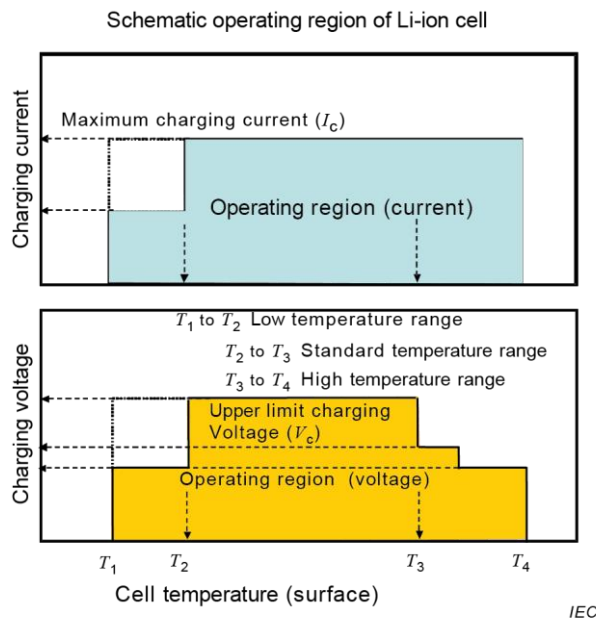 Schematic operating region of Li-ion cell
Charging current
Maximum charging current (Ic)
Operating region (current)
Charging voltage
T1 to T2 Low temperature range
T2 to T3 Standard temperature range
T3 to T4 High temperature range
Upper limit charging
Voltage (Vc)
Operating region (voltage)
T1 T2 T3 T4
Cell temperature (surface)
IEC